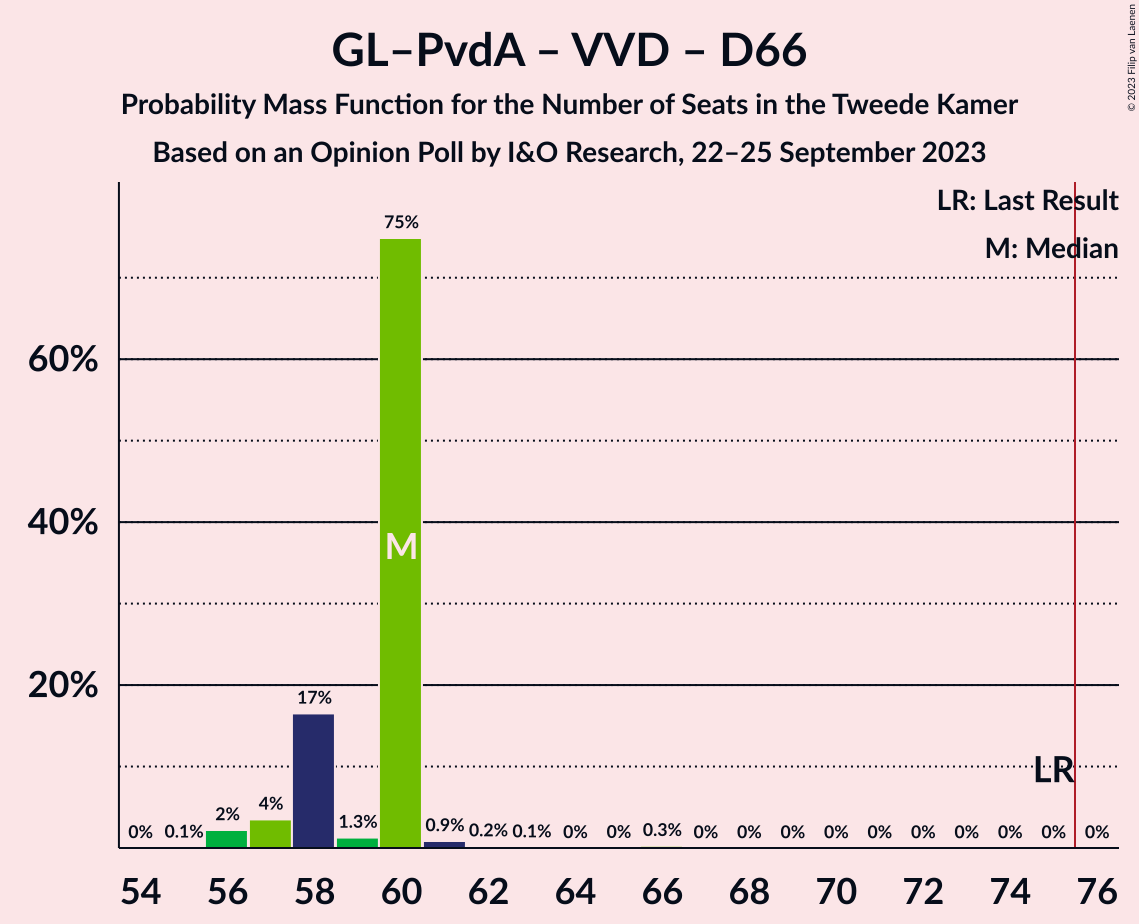 GL–PvdA – VVD – D66
Probability Mass Function for the Number of Seats in the Tweede Kamer
Based on an Opinion Poll by I&O Research, 22–25 September 2023
© 2023 Filip van Laenen
LR: Last Result
M: Median
60%
40%
20%
0% 0.1% 2% 4% 17% 1.3% 75% 0.9% 0.2% 0.1% 0% 0% 0.3% 0% 0% 0% 0% 0% 0% 0% 0% 0% 0%
M
LR
54 56 58 60 62 64 66 68 70 72 74 76